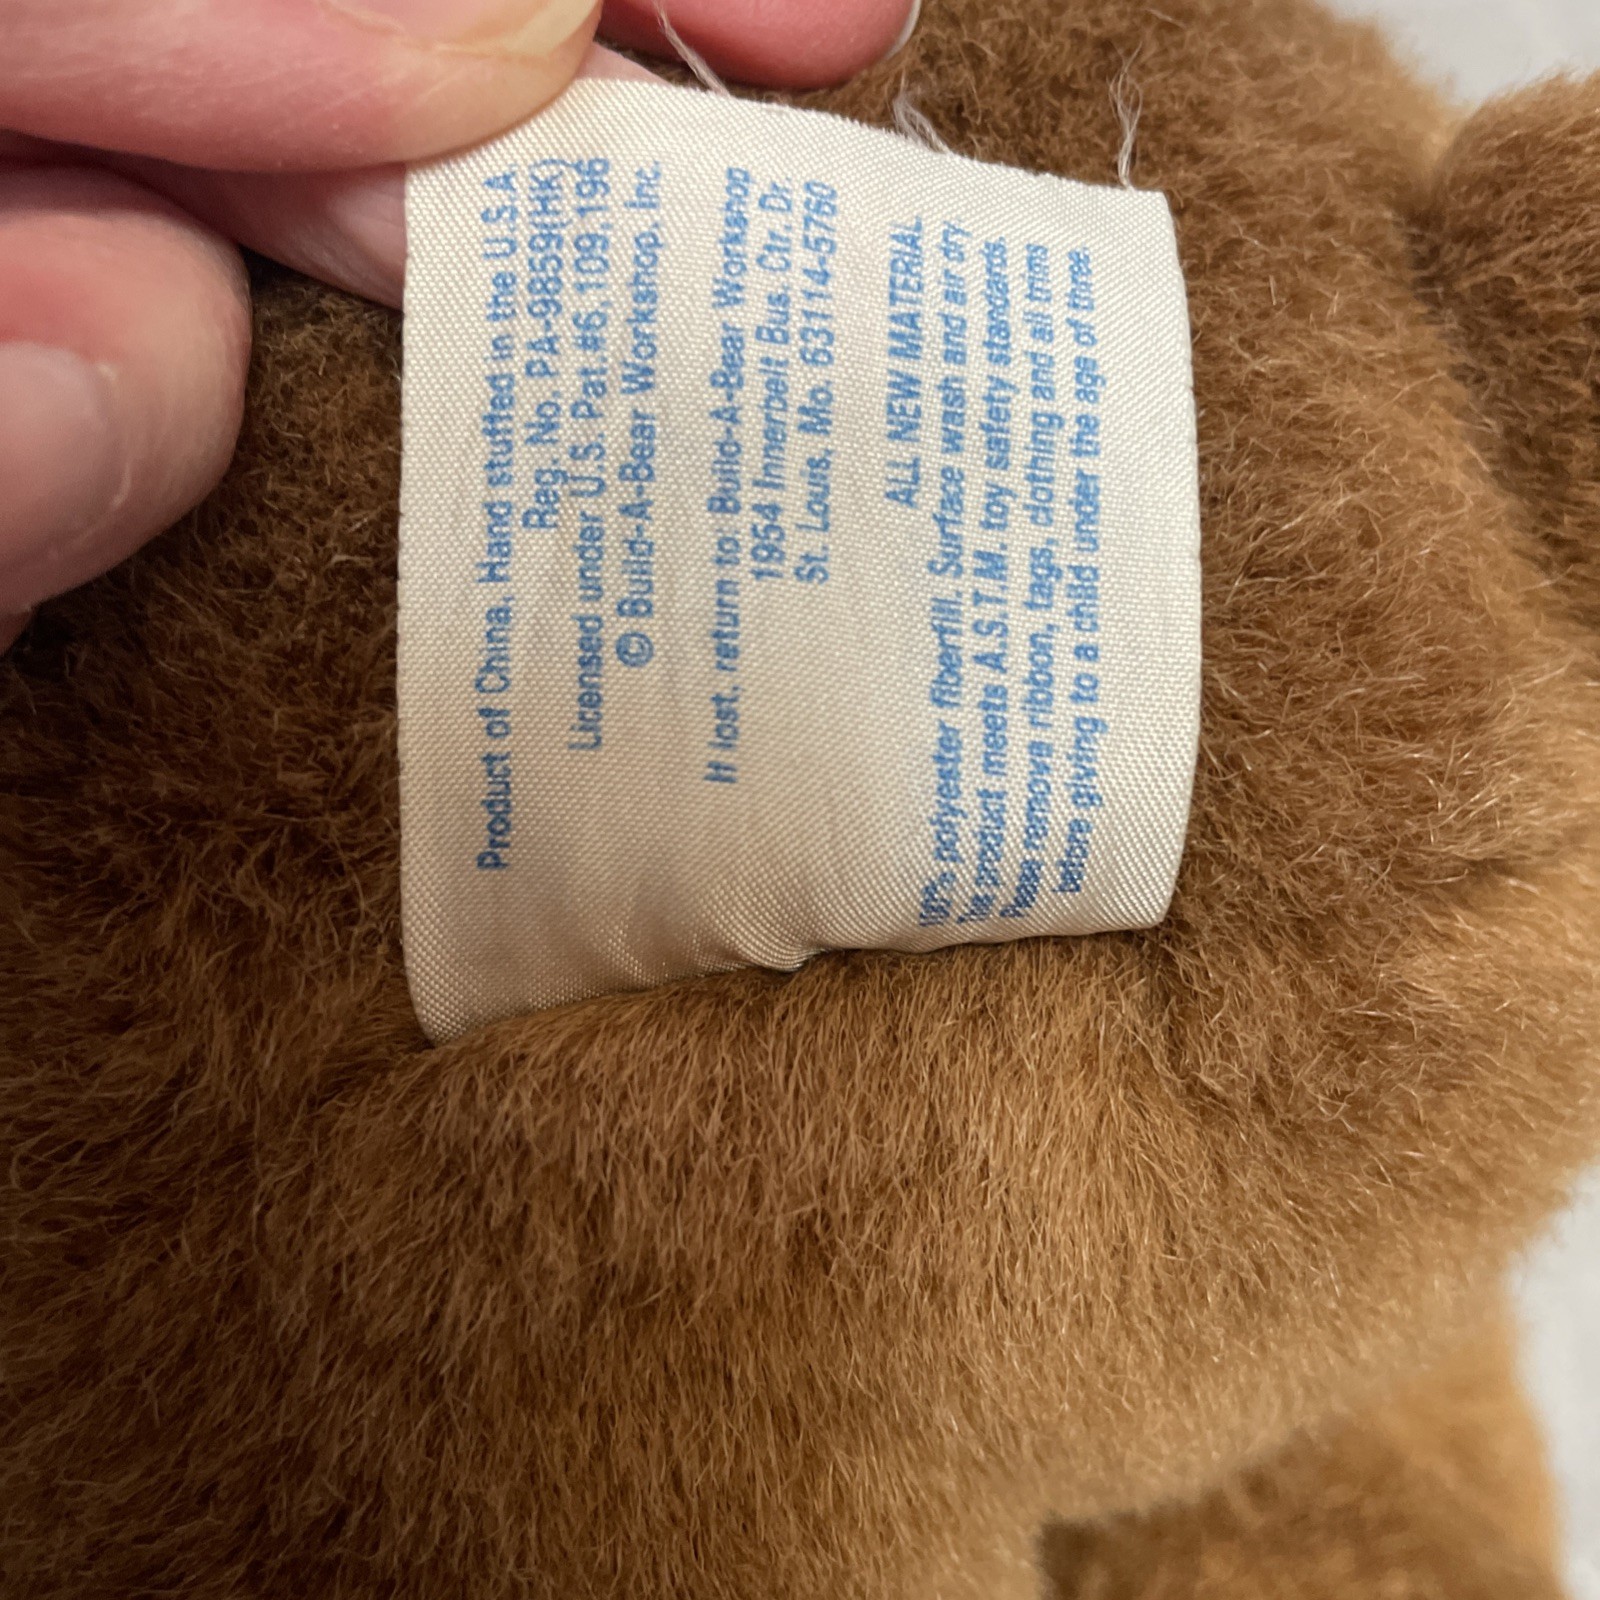 Product of China, Hand stuffed in the U.S.A.
Reg. No. PA-9859(HK)
Licensed under U.S. Pat.#6,109,196
© Build-A-Bear Workshop, Inc.
If lost, return to Build-A-Bear Workshop
1954 Innerbelt Bus. Ctr. Dr.
St. Louis, Mo. 63114-5760
ALL NEW MATERIAL
100% polyester fiberfill. Surface wash and air dry
The product meets A.S.T.M. toy safety standards.
Please remove ribbon, tags, clothing and all trims
before giving to a child under the age of three.